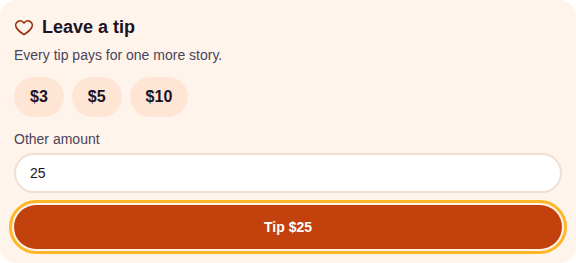 Leave a tip
Every tip pays for one more story.
$3 $5 $10
Other amount
25
Tip $25